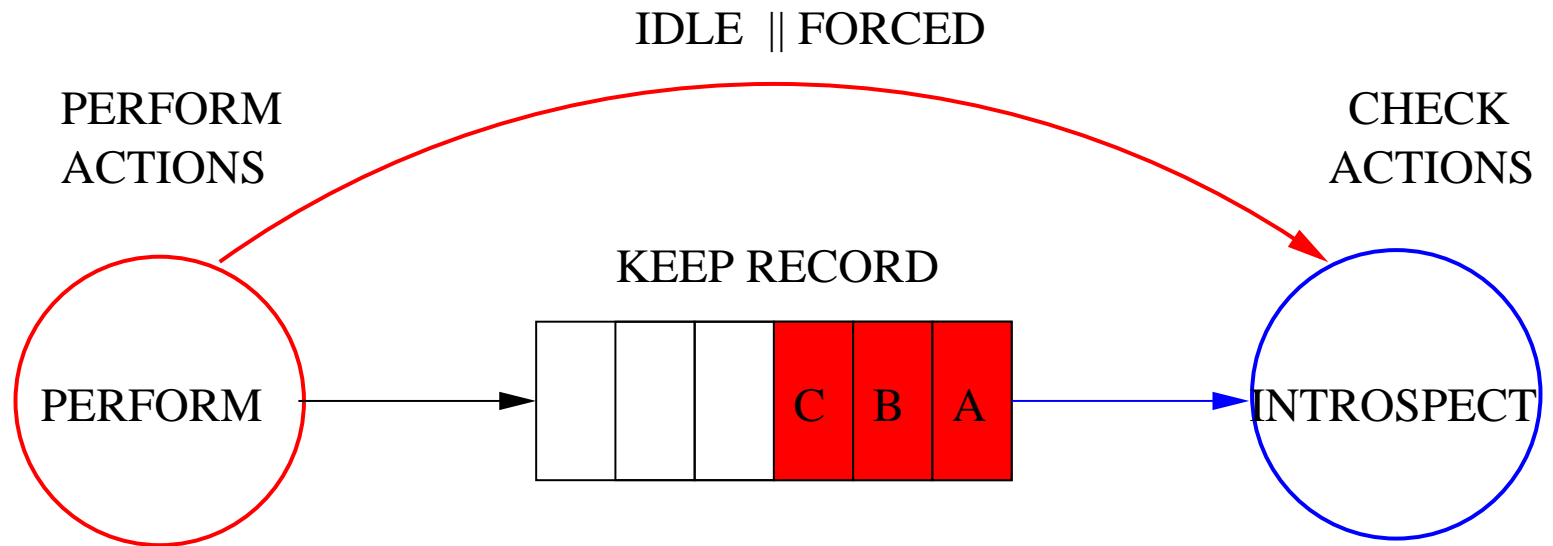 IDLE || FORCED
PERFORM
ACTIONS
CHECK
ACTIONS
KEEP RECORD
PERFORM
C B A
INTROSPECT